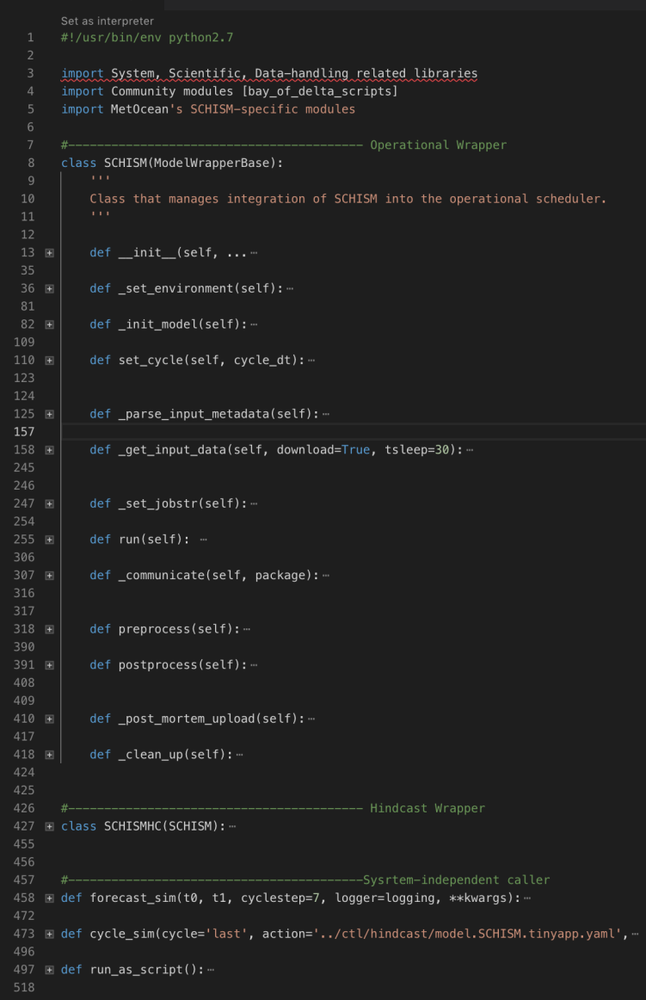 Set as interpreter
1 #!/usr/bin/env python2.7
2
3 import System, Scientific, Data-handling related libraries
4 import Community modules [bay_of_delta_scripts]
5 import MetOcean's SCHISM-specific modules
6
7 #----------------------------------------- Operational Wrapper
8 class SCHISM(ModelWrapperBase):
9 '''
10 Class that manages integration of SCHISM into the operational scheduler.
11 '''
12
13 def __init__(self, ... …
35
36 def _set_environment(self): …
81
82 def _init_model(self): …
109
110 def set_cycle(self, cycle_dt): …
123
124
125 def _parse_input_metadata(self): …
157
158 def _get_input_data(self, download=True, tsleep=30): …
245
246
247 def _set_jobstr(self): …
254
255 def run(self): …
306
307 def _communicate(self, package): …
316
317
318 def preprocess(self): …
390
391 def postprocess(self): …
408
409
410 def _post_mortem_upload(self): …
417
418 def _clean_up(self): …
424
425
426 #----------------------------------------- Hindcast Wrapper
427 class SCHISMHC(SCHISM): …
455
456
457 #-----------------------------------------Sysrtem-independent caller
458 def forecast_sim(t0, t1, cyclestep=7, logger=logging, **kwargs): …
472
473 def cycle_sim(cycle='last', action='../ctl/hindcast/model.SCHISM.tinyapp.yaml', …
496
497 def run_as_script(): …
518